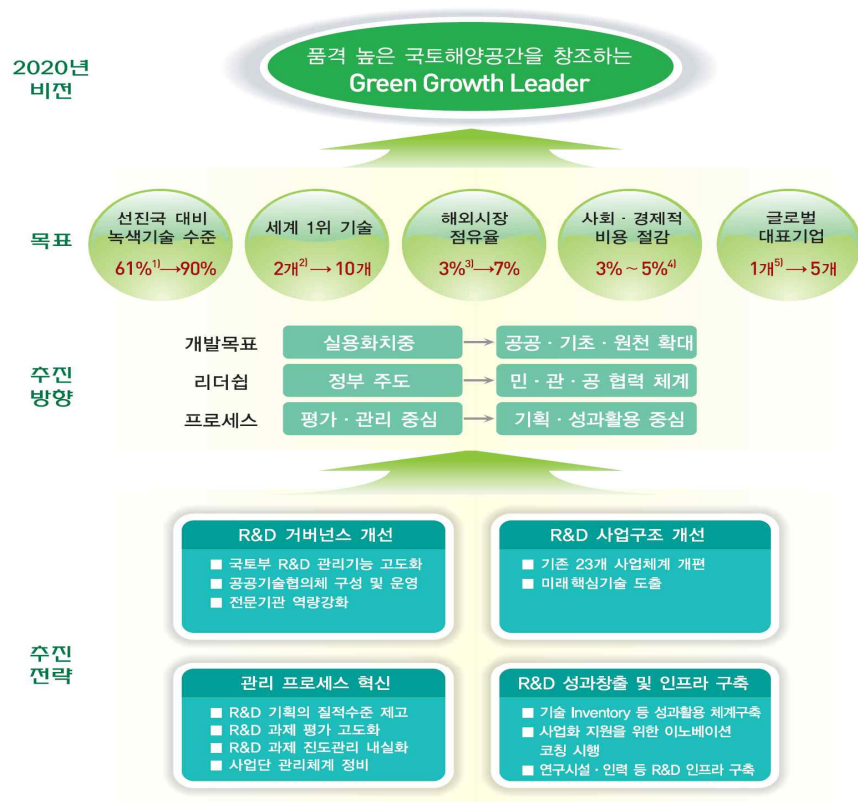 2020년
비전
품격 높은 국토해양공간을 창조하는
Green Growth Leader
목표
선진국 대비
녹색기술 수준
61%1)→90%
세계 1위 기술
2개2)→10개
해외시장
점유율
3%3)→7%
사회·경제적
비용 절감
3%~5%4)
글로벌
대표기업
1개5)→5개
추진
방향
개발목표 실용화치중 → 공공·기초·원천 확대
리더쉽 정부 주도 → 민·관·공 협력 체계
프로세스 평가·관리 중심 → 기획·성과활용 중심
추진
전략
R&D 거버넌스 개선
■ 국토부 R&D 관리기능 고도화
■ 공공기술협의체 구성 및 운영
■ 전문기관 역량강화
R&D 사업구조 개선
■ 기존 23개 사업체계 개편
■ 미래핵심기술 도출
관리 프로세스 혁신
■ R&D 기획의 질적수준 제고
■ R&D 과제 평가 고도화
■ R&D 과제 진도관리 내실화
■ 사업단 관리체계 정비
R&D 성과창출 및 인프라 구축
■ 기술 Inventory 등 성과활용 체계구축
■ 사업화 지원을 위한 이노베이션
코칭 시행
■ 연구시설·인력 등 R&D 인프라 구축